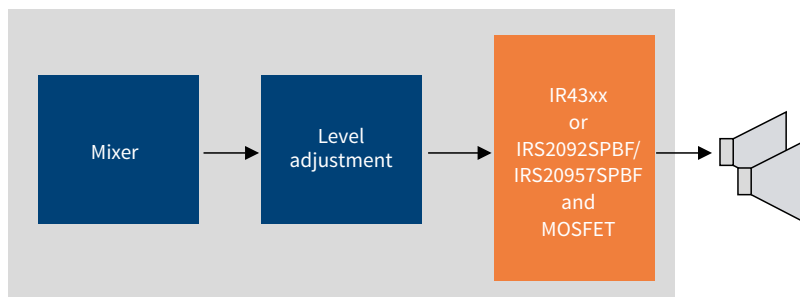 Mixer
Level
adjustment
IR43xx
or
IRS2092SPBF/
IRS20957SPBF
and
MOSFET